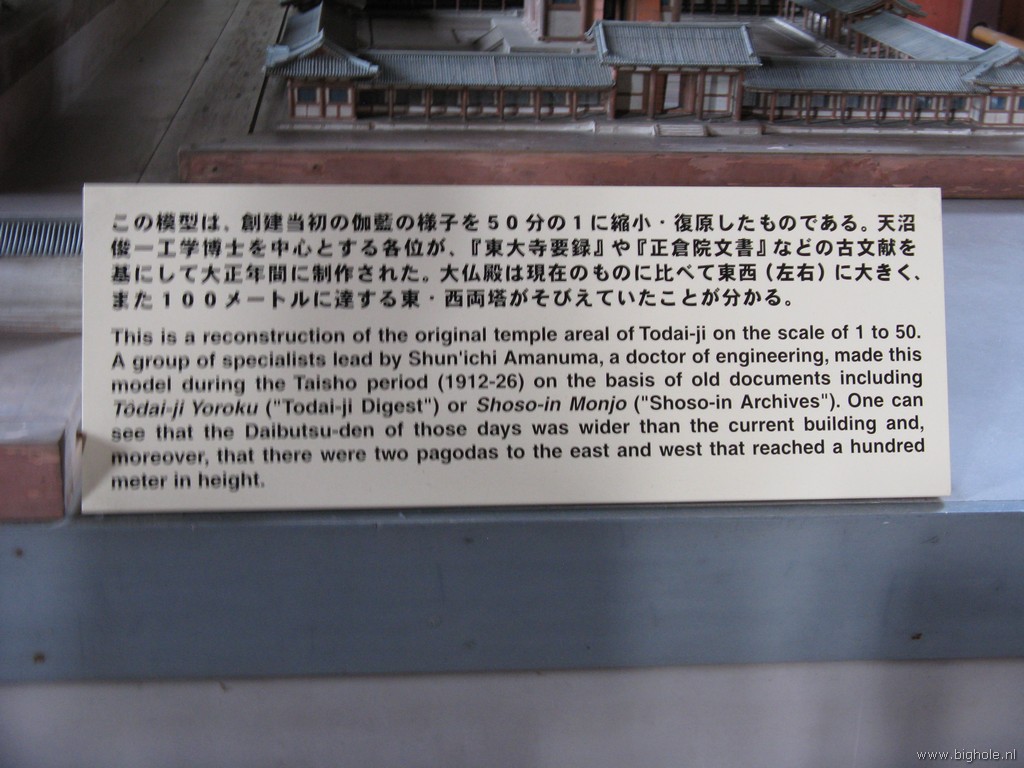 この模型は、創建当初の伽藍の様子を５０分の１に縮小・復原したものである。天沼
俊一工学博士を中心とする各位が、『東大寺要録』や『正倉院文書』などの古文献を
基にして大正年間に制作された。大仏殿は現在のものに比べて東西（左右）に大きく、
また１００メートルに達する東・西両塔がそびえていたことが分かる。
This is a reconstruction of the original temple areal of Todai-ji on the scale of 1 to 50.
A group of specialists lead by Shun'ichi Amanuma, a doctor of engineering, made this
model during the Taisho period (1912-26) on the basis of old documents including
Tôdai-ji Yoroku ("Todai-ji Digest") or Shoso-in Monjo ("Shoso-in Archives"). One can
see that the Daibutsu-den of those days was wider than the current building and,
moreover, that there were two pagodas to the east and west that reached a hundred
meter in height.
www.bighole.nl